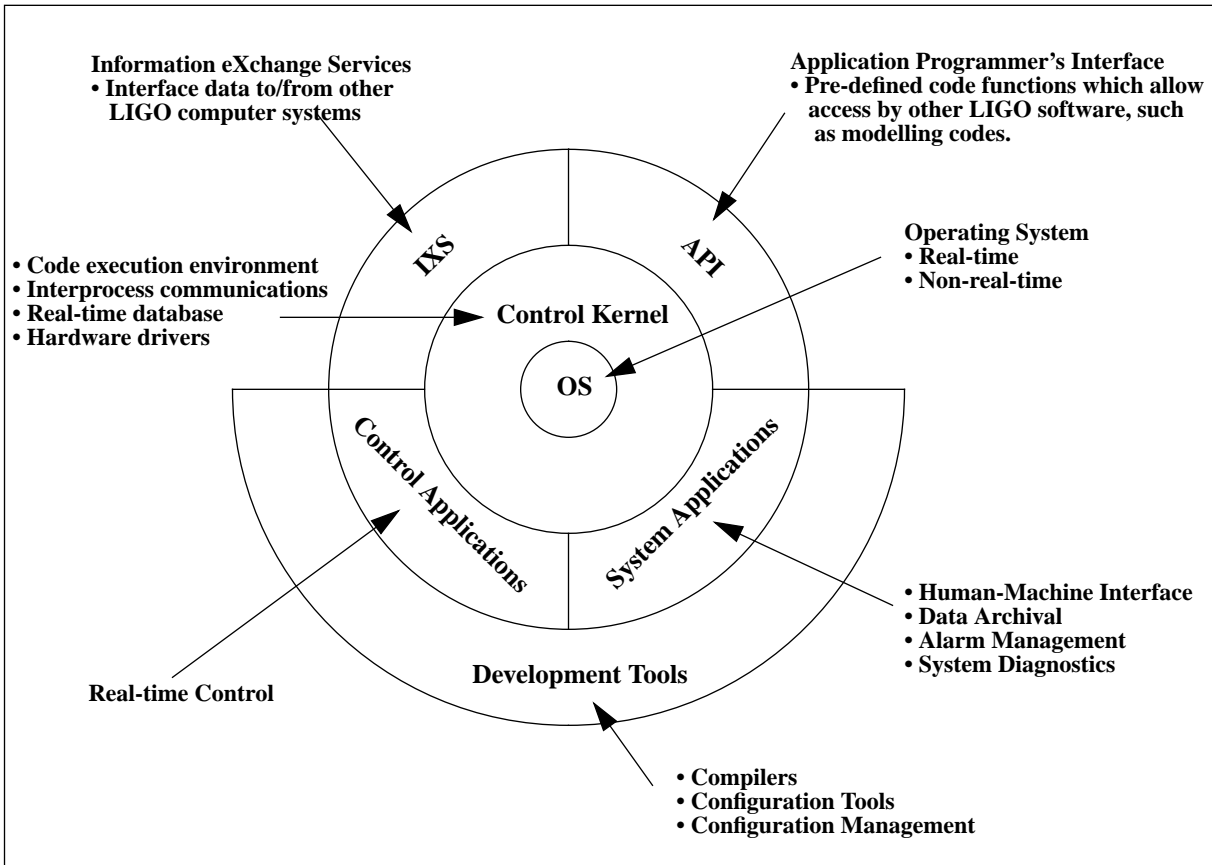 Information eXchange Services
• Interface data to/from other
LIGO computer systems
Application Programmer's Interface
• Pre-defined code functions which allow
access by other LIGO software, such
as modelling codes.
IXS
API
Operating System
• Real-time
• Non-real-time
• Code execution environment
• Interprocess communications
• Real-time database
• Hardware drivers
Control Kernel
OS
Control Applications
System Applications
• Human-Machine Interface
• Data Archival
• Alarm Management
• System Diagnostics
Development Tools
Real-time Control
• Compilers
• Configuration Tools
• Configuration Management